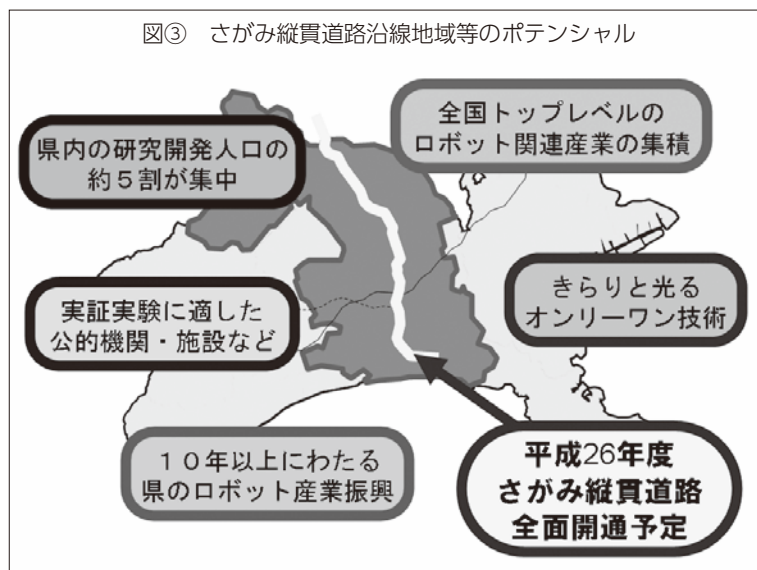 図③　さがみ縦貫道路沿線地域等のポテンシャル
県内の研究開発人口の
約５割が集中
全国トップレベルの
ロボット関連産業の集積
実証実験に適した
公的機関・施設など
きらりと光る
オンリーワン技術
１０年以上にわたる
県のロボット産業振興
平成26年度
さがみ縦貫道路
全面開通予定